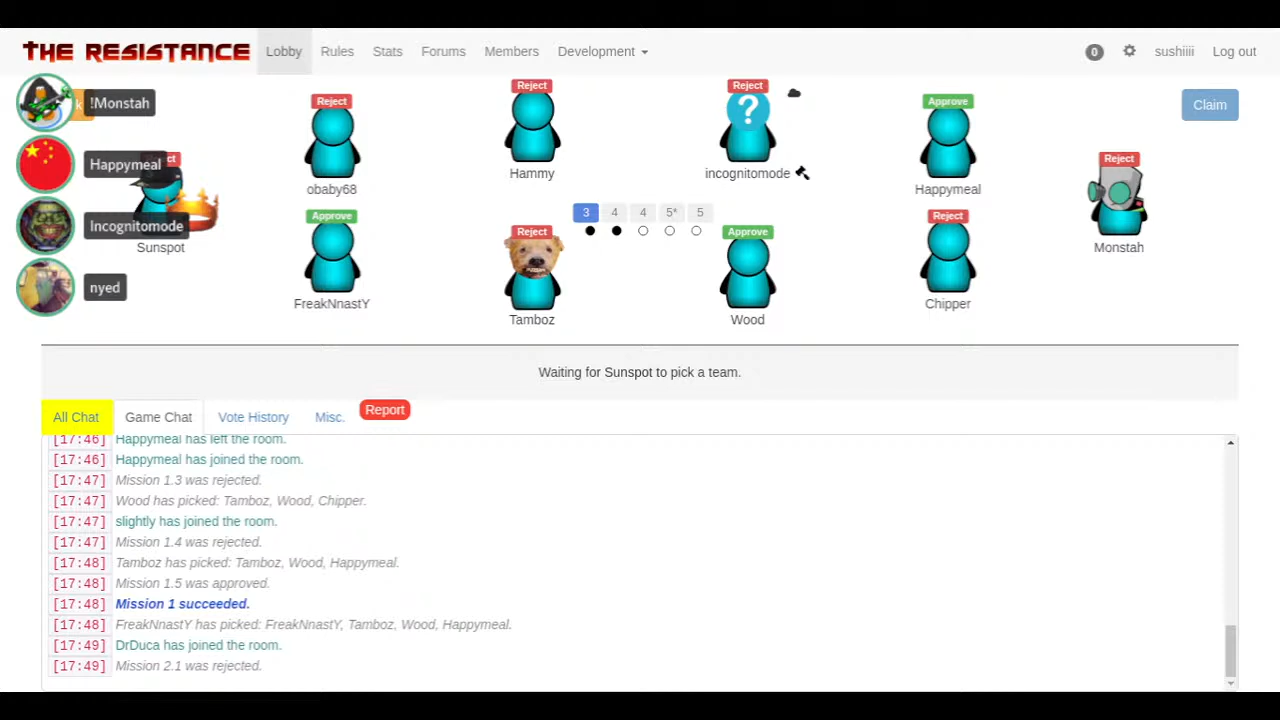 THE RESISTANCE Lobby Rules Stats Forums Members Development 0 sushiiii Log out
!Monstah
Happymeal
Incognitomode
nyed
Claim
Reject Reject Reject Approve
obaby68 Hammy incognitomode Happymeal
Reject
Sunspot Monstah
3 4 4 5* 5
Approve Reject Approve Reject
FreakNnastY Tamboz Wood Chipper
Waiting for Sunspot to pick a team.
All Chat Game Chat Vote History Misc. Report
[17:46] Happymeal has left the room.
[17:46] Happymeal has joined the room.
[17:47] Mission 1.3 was rejected.
[17:47] Wood has picked: Tamboz, Wood, Chipper.
[17:47] slightly has joined the room.
[17:47] Mission 1.4 was rejected.
[17:48] Tamboz has picked: Tamboz, Wood, Happymeal.
[17:48] Mission 1.5 was approved.
[17:48] Mission 1 succeeded.
[17:48] FreakNnastY has picked: FreakNnastY, Tamboz, Wood, Happymeal.
[17:49] DrDuca has joined the room.
[17:49] Mission 2.1 was rejected.